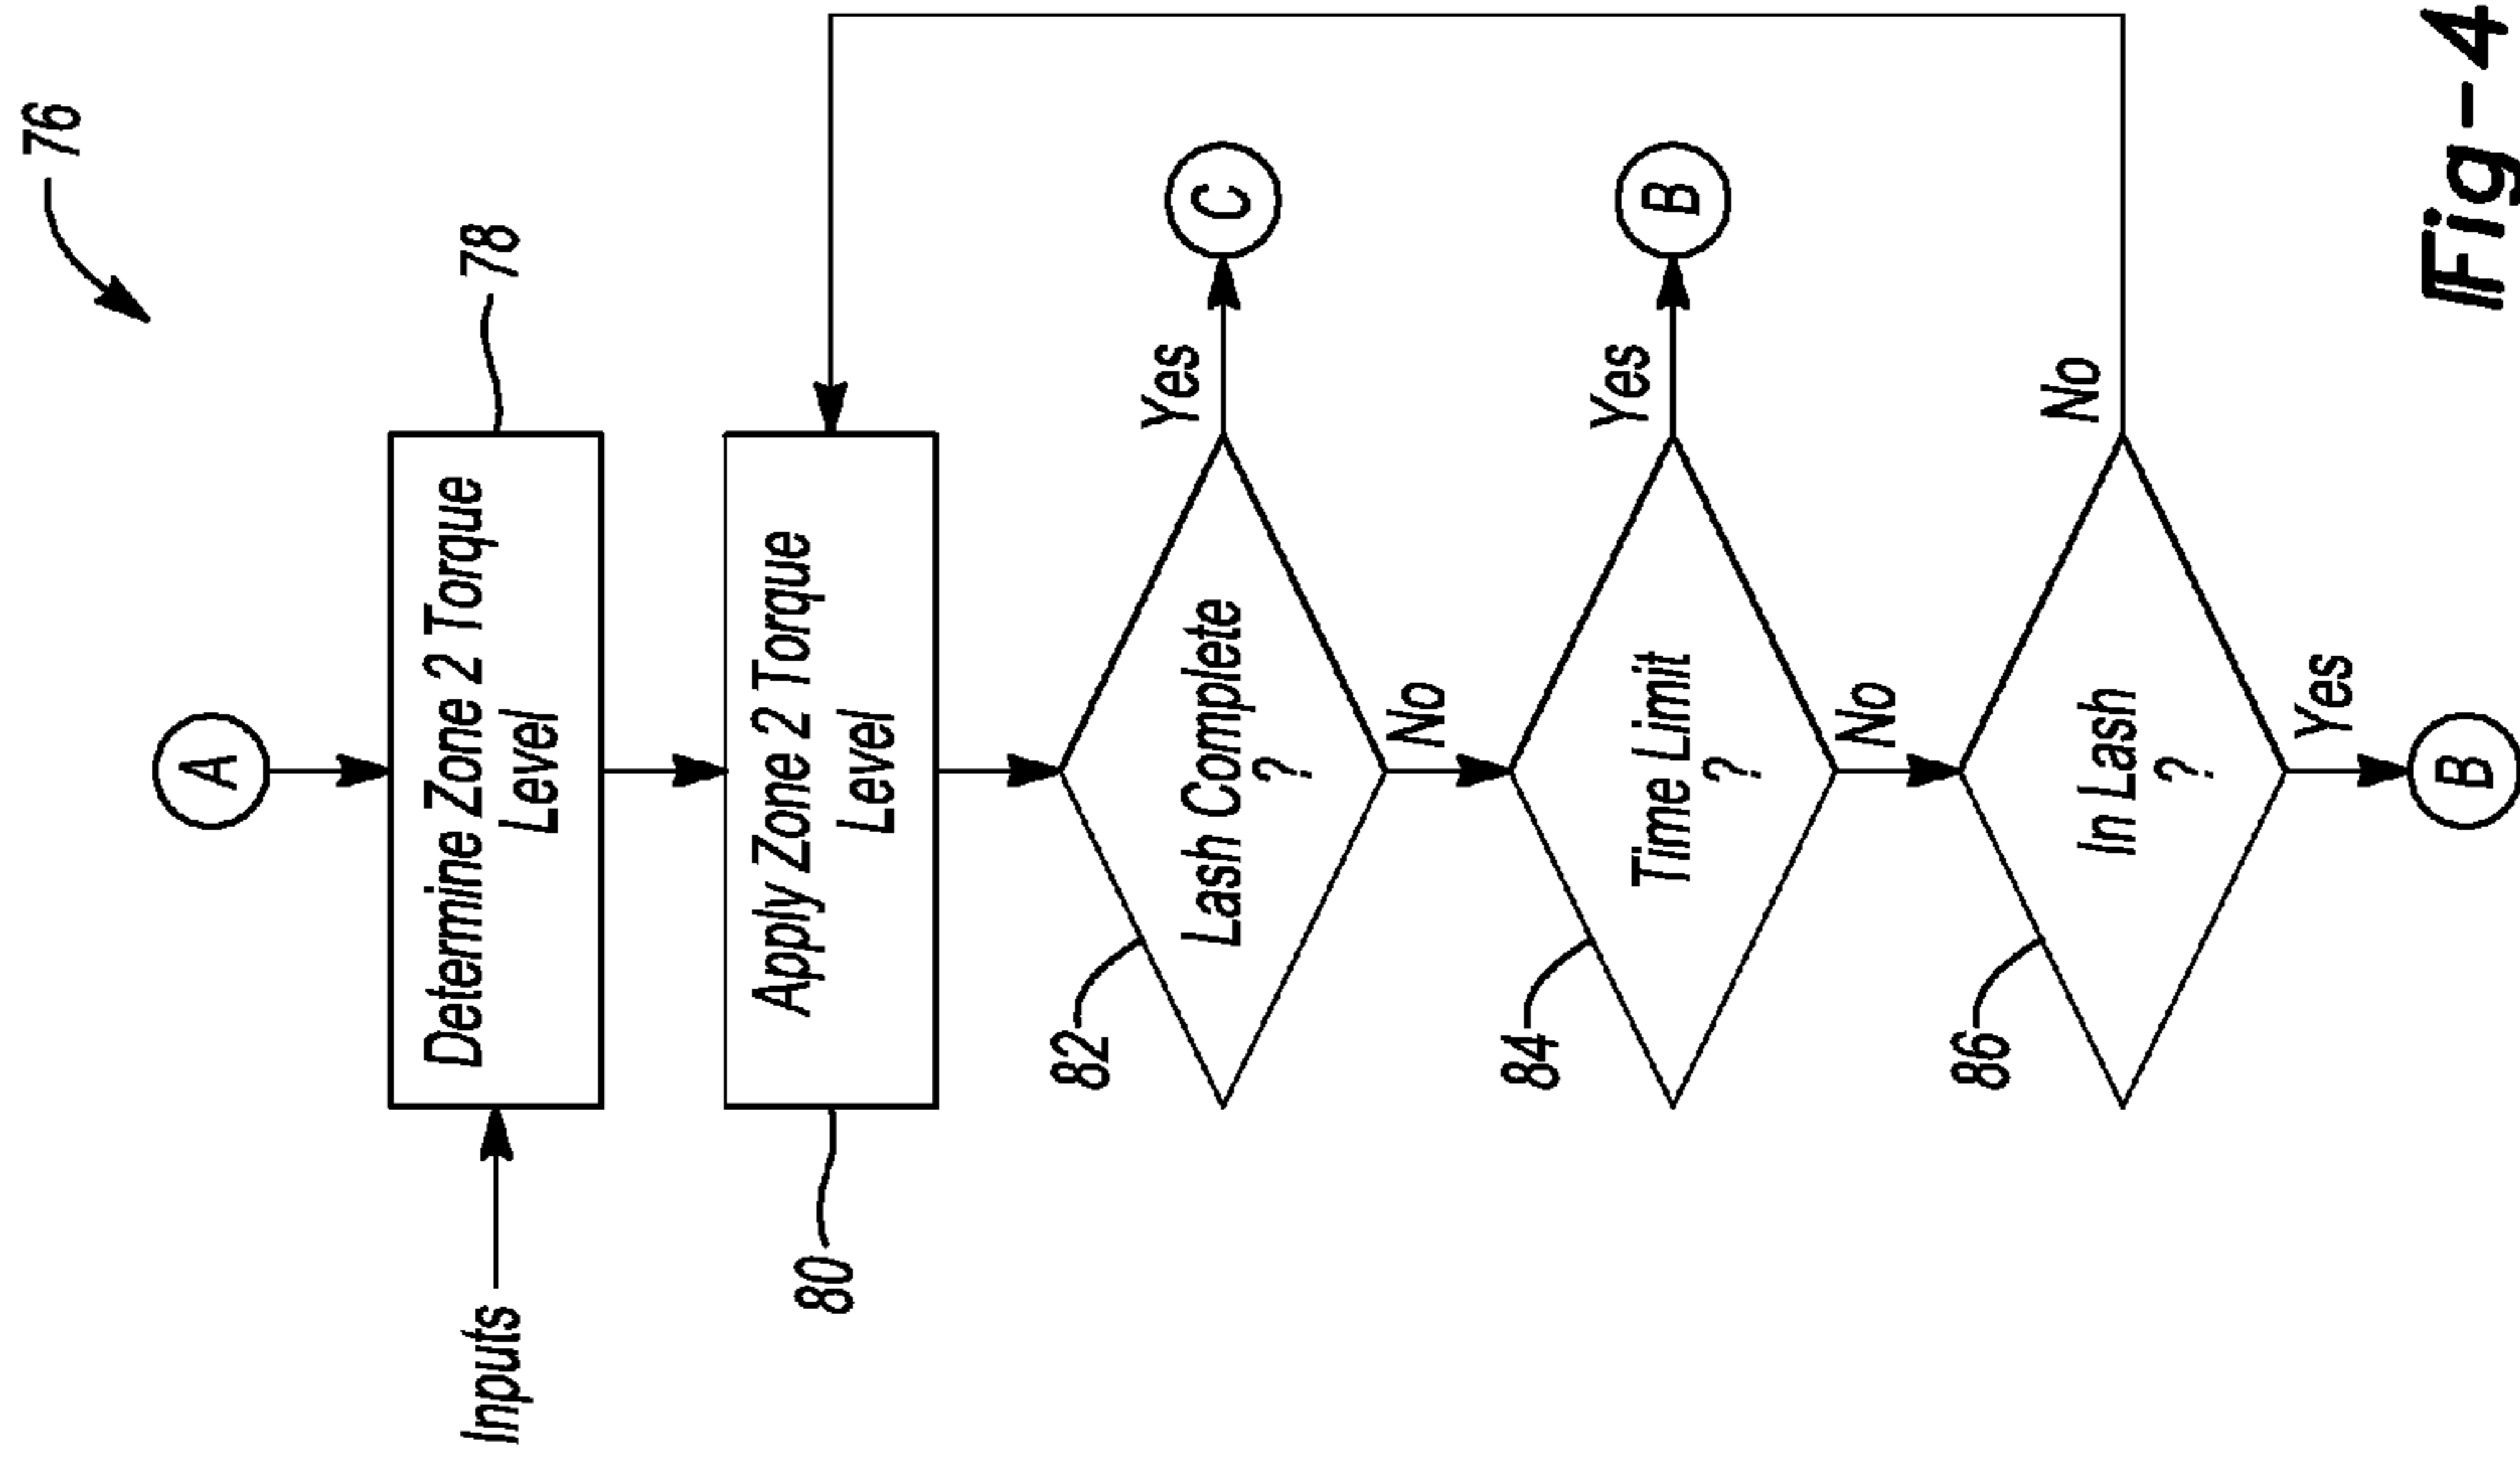 76
A
Inputs
Determine Zone 2 Torque
Level
78
Apply Zone 2 Torque
Level
80
82
Lash Complete
?
Yes
C
No
84
Time Limit
?
Yes
B
No
86
In Lash
?
No
Yes
B
Fig-4